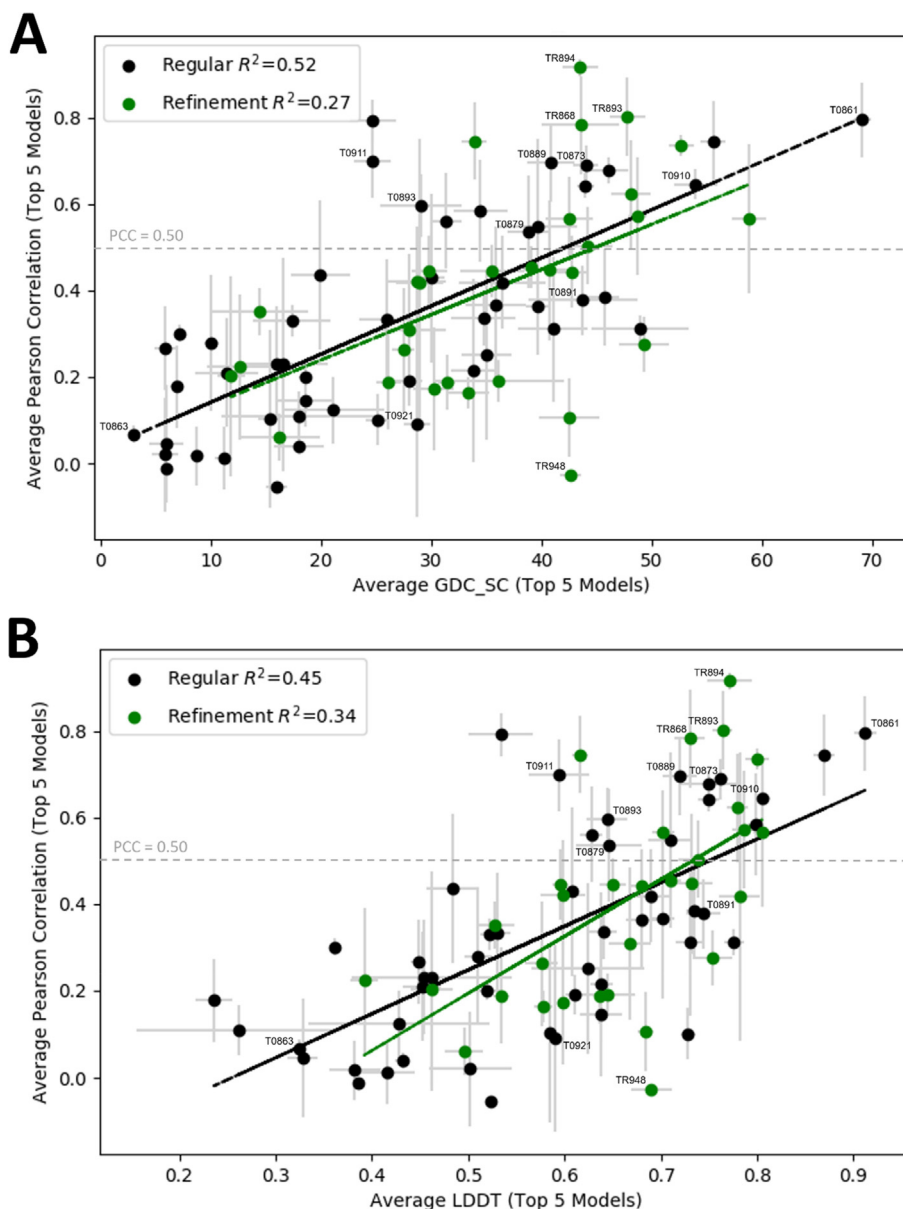 A
Regular R²=0.52
Refinement R²=0.27
TR894
TR868
TR893
T0861
T0911
T0889
T0873
T0910
T0893
T0879
PCC = 0.50
T0891
T0863
T0921
TR948
0.8
0.6
0.4
0.2
0.0
Average Pearson Correlation (Top 5 Models)
0
10
20
30
40
50
60
70
Average GDC_SC (Top 5 Models)
B
Regular R²=0.45
Refinement R²=0.34
TR894
TR893
TR868
T0861
T0911
T0889
T0873
T0910
T0893
T0879
PCC = 0.50
T0891
T0863
T0921
TR948
0.8
0.6
0.4
0.2
0.0
Average Pearson Correlation (Top 5 Models)
0.2
0.3
0.4
0.5
0.6
0.7
0.8
0.9
Average LDDT (Top 5 Models)